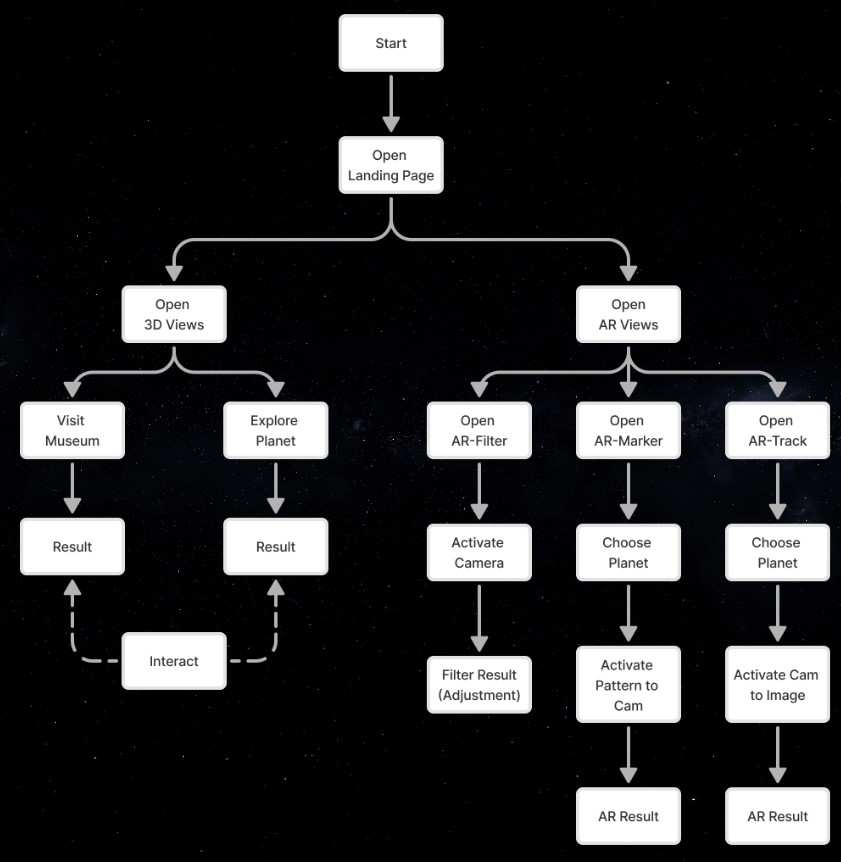 Start
Open
Landing Page
Open
3D Views
Open
AR Views
Visit
Museum
Explore
Planet
Open
AR-Filter
Open
AR-Marker
Open
AR-Track
Result
Result
Activate
Camera
Choose
Planet
Choose
Planet
Interact
Filter Result
(Adjustment)
Activate
Pattern to
Cam
Activate Cam
to Image
AR Result
AR Result